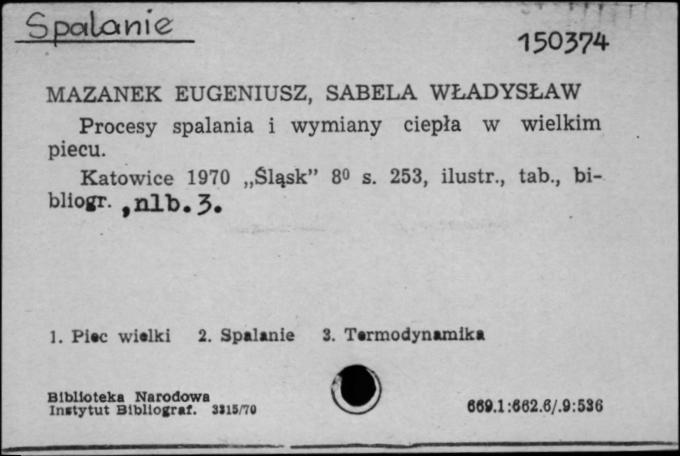 Spalanie
150374
MAZANEK EUGENIUSZ, SABELA WŁADYSŁAW
Procesy spalania i wymiany ciepła w wielkim
piecu.
Katowice 1970 „Śląsk” 8⁰ s. 253, ilustr., tab., bi-
bliogr. , nlb. 3.
1. Piec wielki 2. Spalanie 3. Termodynamika
Biblioteka Narodowa
Instytut Bibliograf. 3315/70
669.1:662.6/.9:536